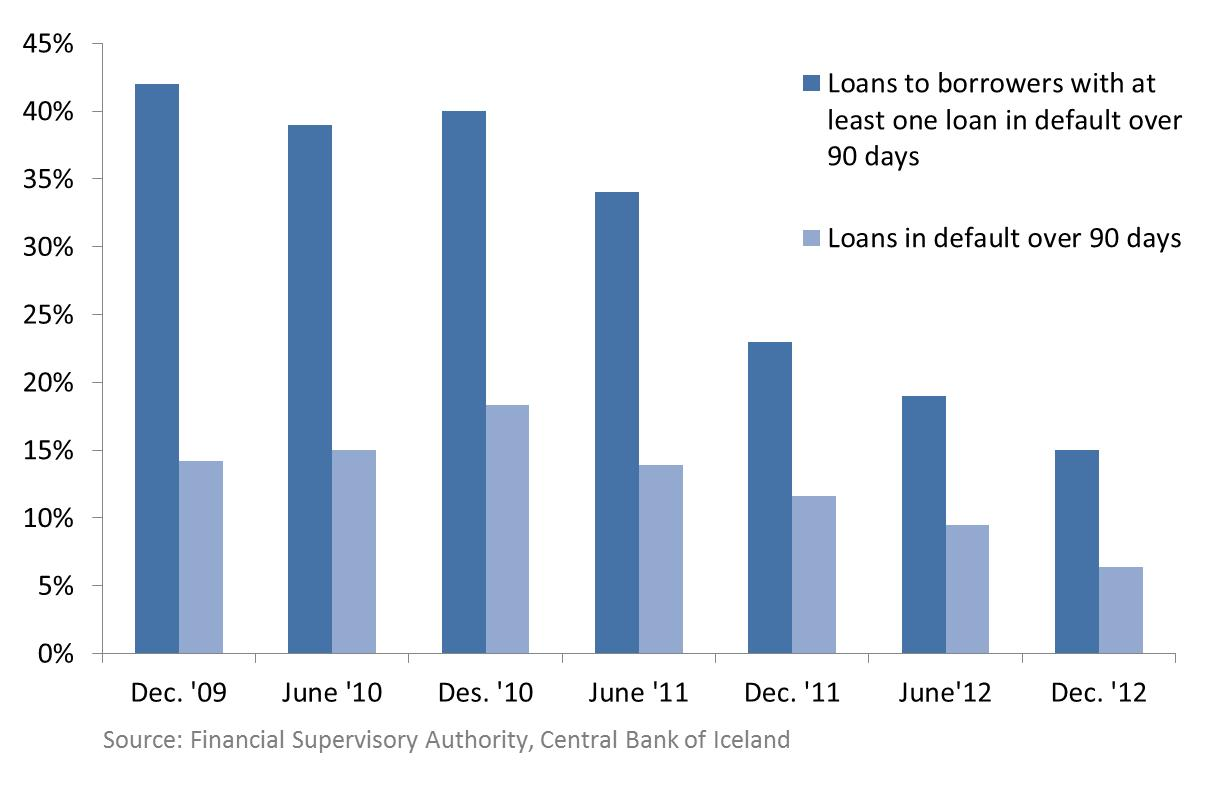 45%
40%
35%
30%
25%
20%
15%
10%
5%
0%
Loans to borrowers with at
least one loan in default over
90 days
Loans in default over 90 days
Dec. '09 June '10 Des. '10 June '11 Dec. '11 June'12 Dec. '12
Source: Financial Supervisory Authority, Central Bank of Iceland